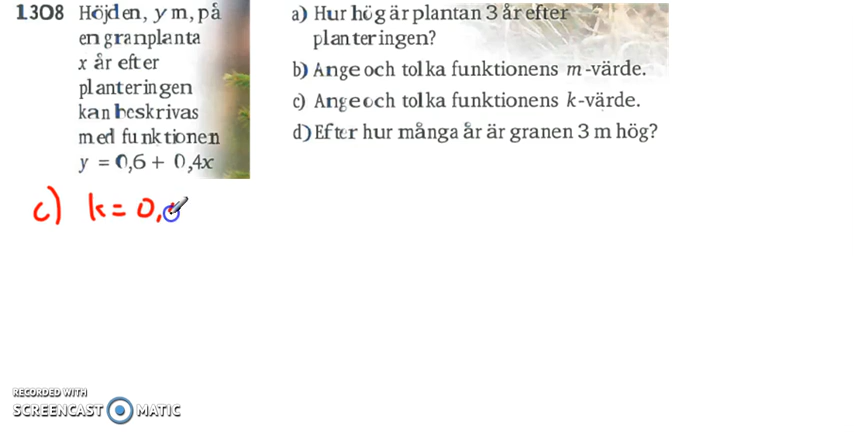 1308 Höjden, y m, på
en granplanta
x år efter
planteringen
kan beskrivas
med funktionen
y = 0,6 + 0,4x
a) Hur hög är plantan 3 år efter
planteringen?
b) Ange och tolka funktionens m-värde.
c) Ange och tolka funktionens k-värde.
d) Efter hur många år är granen 3 m hög?
c) k = 0,
RECORDED WITH
SCREENCAST MATIC